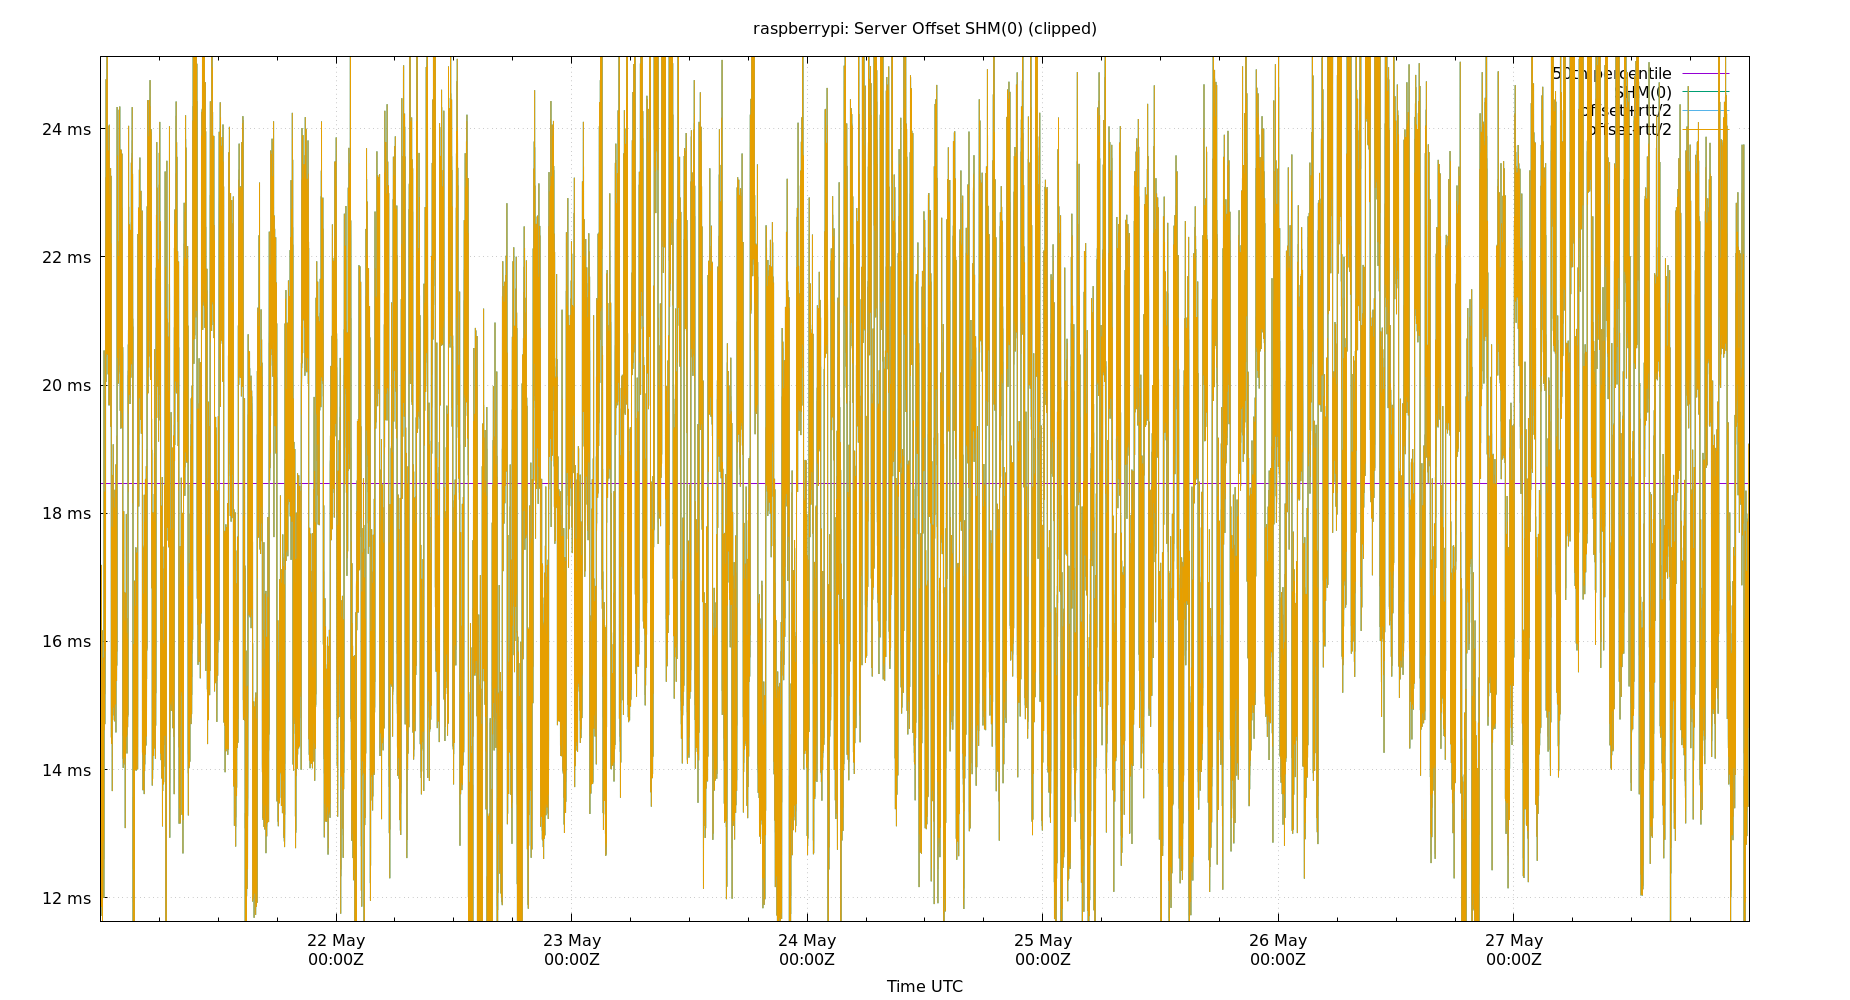 raspberrypi: Server Offset SHM(0) (clipped)
50th percentile
SHM(0)
offset+rtt/2
offset-rtt/2
24 ms
22 ms
20 ms
18 ms
16 ms
14 ms
12 ms
22 May
00:00Z
23 May
00:00Z
24 May
00:00Z
25 May
00:00Z
26 May
00:00Z
27 May
00:00Z
Time UTC